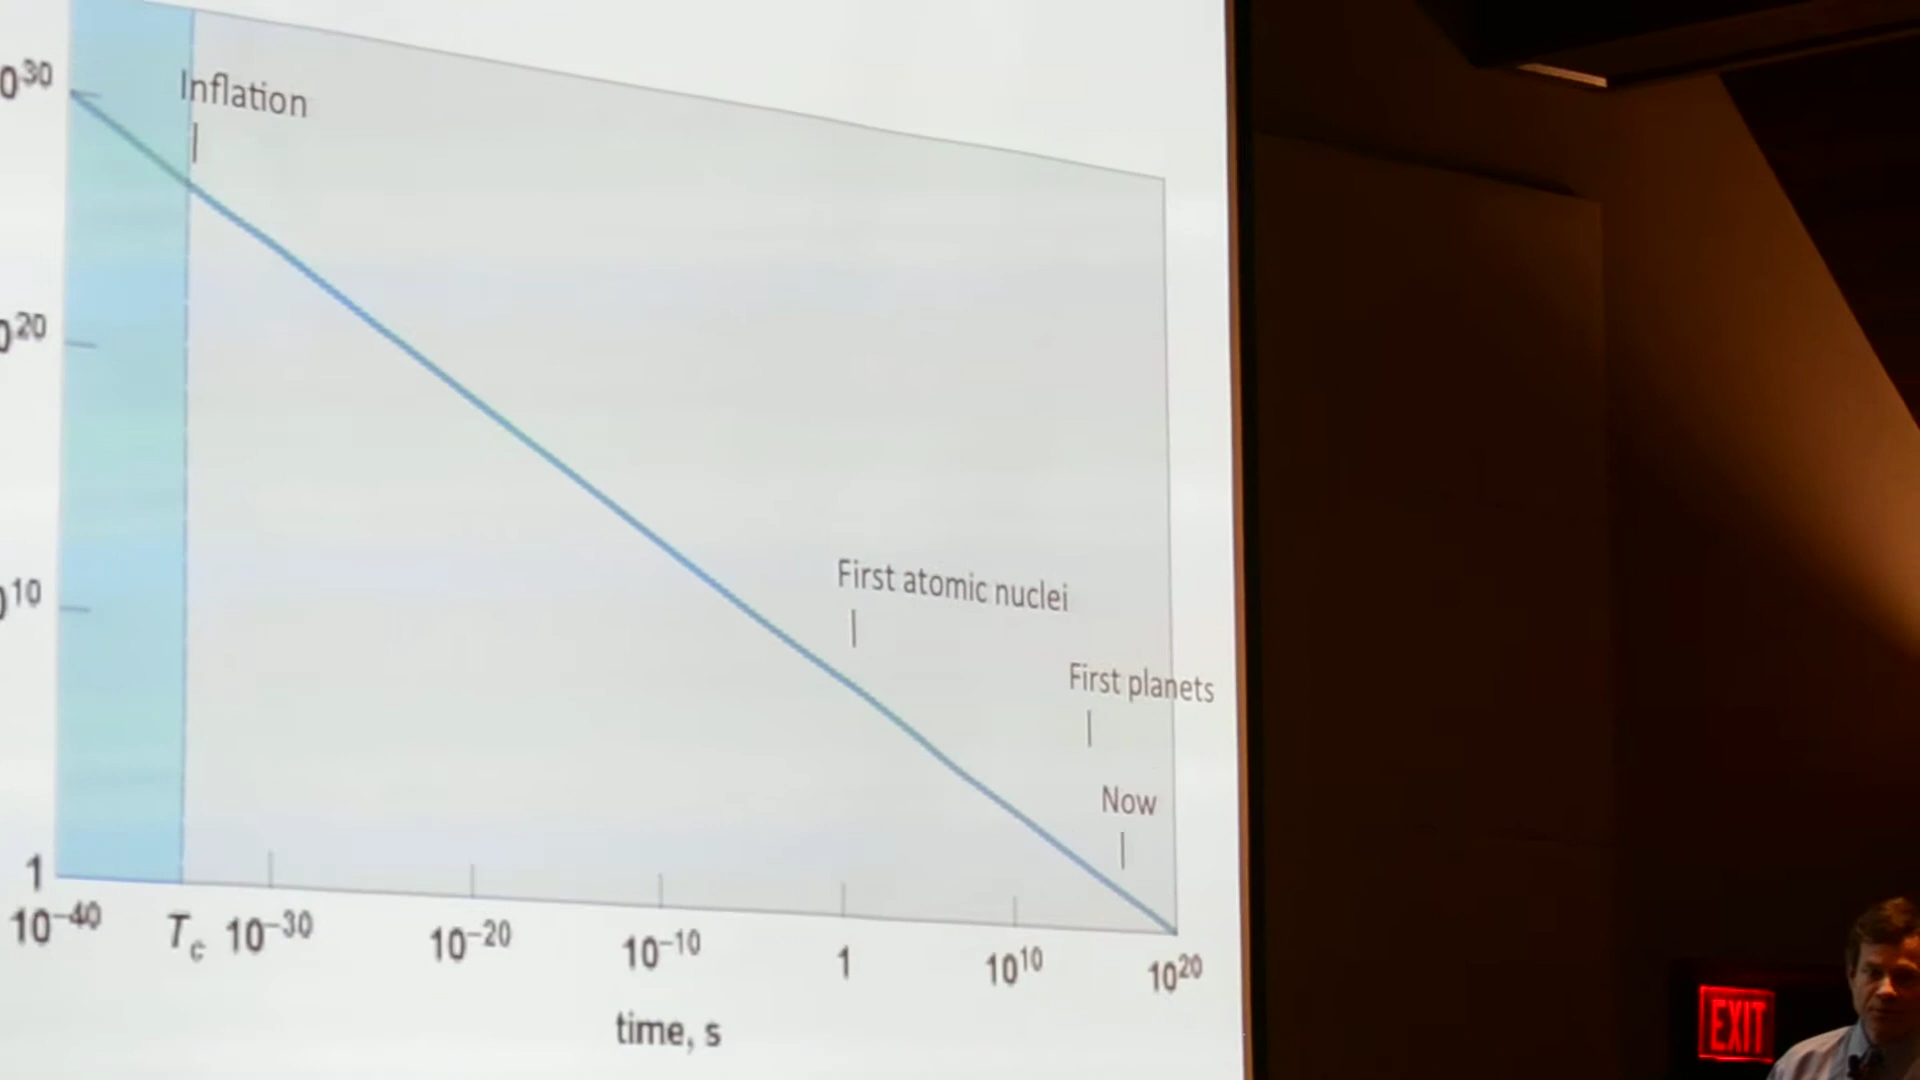 0³⁰
Inflation
0²⁰
First atomic nuclei
0¹⁰
First planets
Now
1
10⁻⁴⁰
T꜀ 10⁻³⁰
10⁻²⁰
10⁻¹⁰
1
10¹⁰
10²⁰
time, s
EXIT